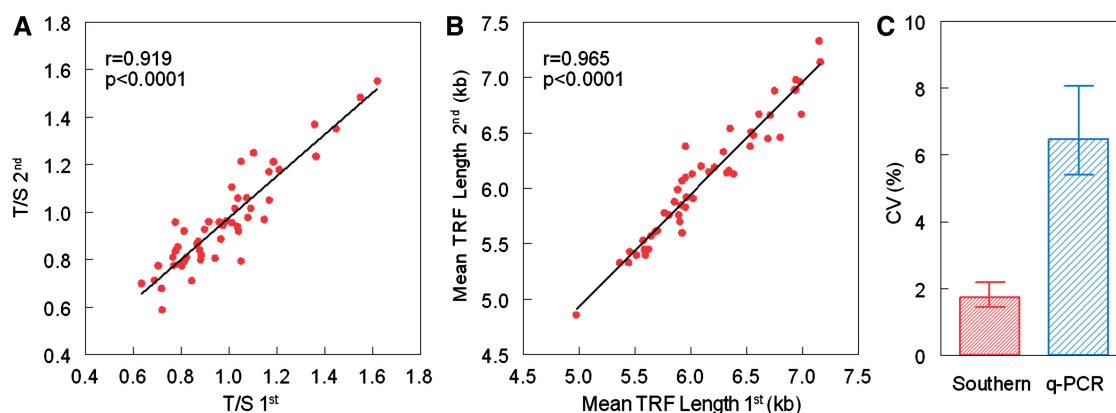 A
r=0.919
p<0.0001
T/S 2nd
1.8
1.6
1.4
1.2
1.0
0.8
0.6
0.4
0.4 0.6 0.8 1.0 1.2 1.4 1.6 1.8
T/S 1st
B
r=0.965
p<0.0001
Mean TRF Length 2nd (kb)
7.5
7.0
6.5
6.0
5.5
5.0
4.5
4.5 5.0 5.5 6.0 6.5 7.0 7.5
Mean TRF Length 1st (kb)
C
CV (%)
10
8
6
4
2
0
Southern q-PCR